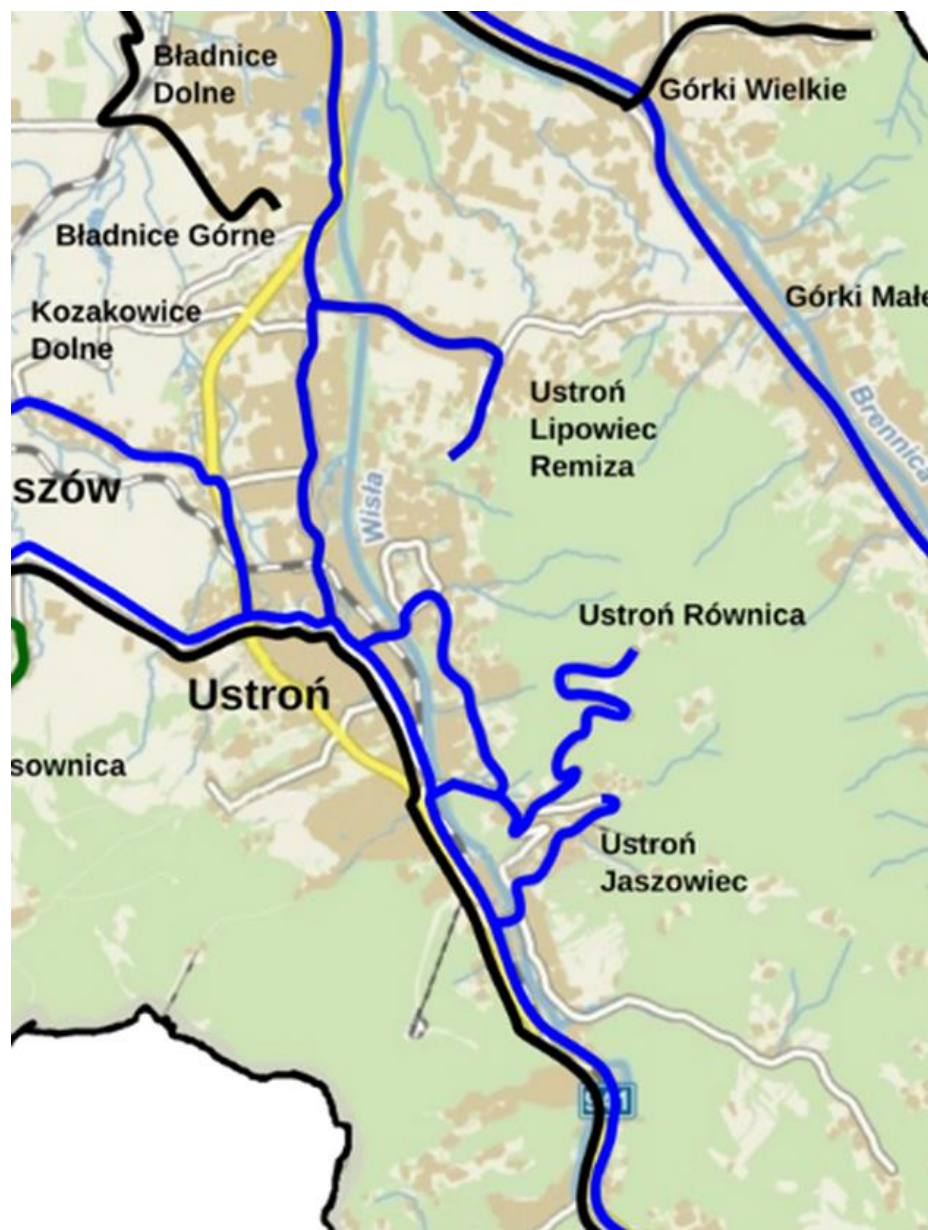 Bładnice
Dolne
Górki Wielkie
Bładnice Górne
Górki Małe
Kozakowice
Dolne
Ustroń
Lipowiec
Remiza
Brennica
szów
Wisła
Ustroń Równica
Ustroń
sownica
Ustroń
Jaszowiec